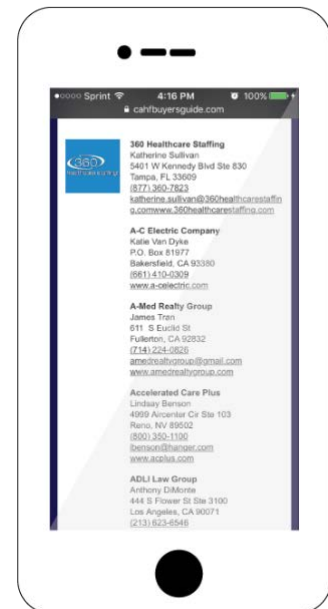 Sprint 4:16 PM 100%
cahfbuyersguide.com
360
healthcare staffing
360 Healthcare Staffing
Katherine Sullivan
5401 W Kennedy Blvd Ste 830
Tampa, FL 33609
(877) 360-7823
katherine.sullivan@360healthcarestaffin
g.comwww.360healthcarestaffing.com
A-C Electric Company
Katie Van Dyke
P.O. Box 81977
Bakersfield, CA 93380
(661) 410-0309
www.a-celectric.com
A-Med Realty Group
James Tran
611 S Euclid St
Fullerton, CA 92832
(714) 224-0826
amedrealtygroup@gmail.com
www.amedrealtygroup.com
Accelerated Care Plus
Lindsay Benson
4999 Aircenter Cir Ste 103
Reno, NV 89502
(800) 350-1100
lbenson@hanger.com
www.acplus.com
ADLI Law Group
Anthony DiMonte
444 S Flower St Ste 3100
Los Angeles, CA 90071
(213) 623-6546